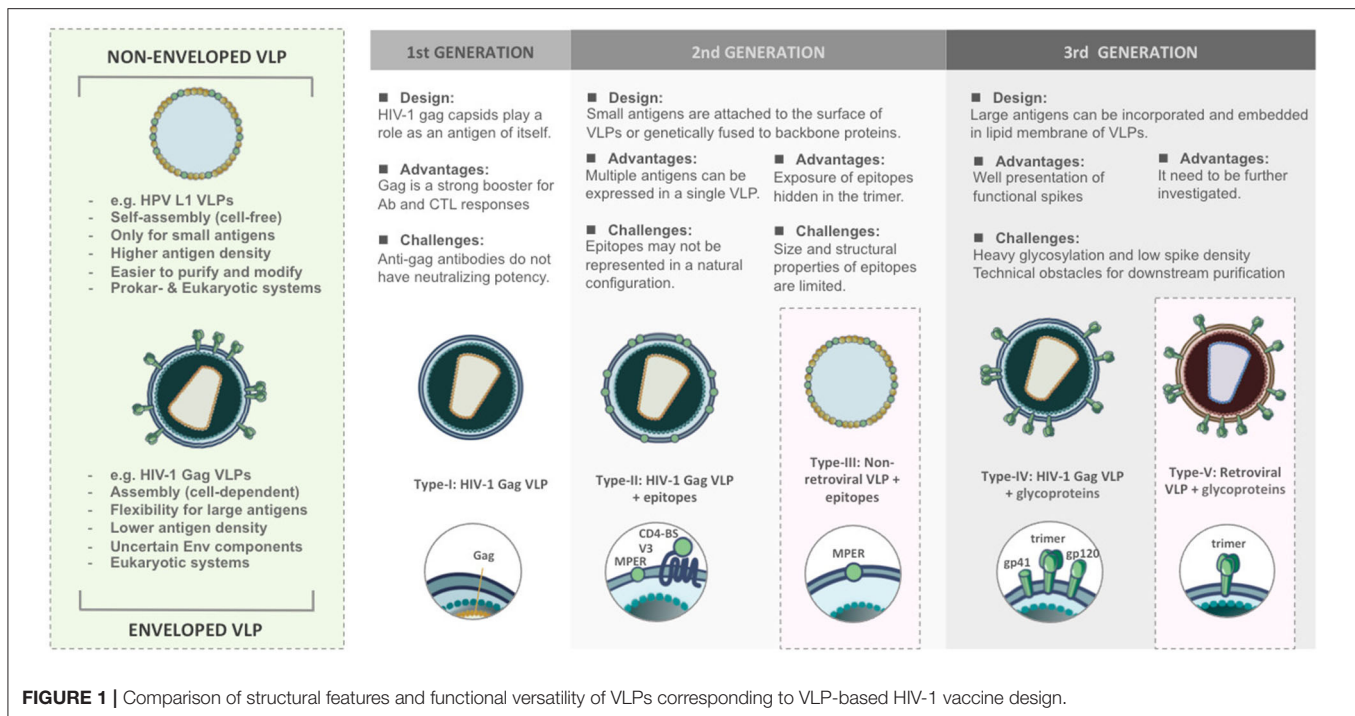 NON-ENVELOPED VLP
- e.g. HPV L1 VLPs
- Self-assembly (cell-free)
- Only for small antigens
- Higher antigen density
- Easier to purify and modify
- Prokar- & Eukaryotic systems
- e.g. HIV-1 Gag VLPs
- Assembly (cell-dependent)
- Flexibility for large antigens
- Lower antigen density
- Uncertain Env components
- Eukaryotic systems
ENVELOPED VLP
1st GENERATION
■ Design:
HIV-1 gag capsids play a
role as an antigen of itself.
■ Advantages:
Gag is a strong booster for
Ab and CTL responses
■ Challenges:
Anti-gag antibodies do not
have neutralizing potency.
Type-I: HIV-1 Gag VLP
Gag
2nd GENERATION
■ Design:
Small antigens are attached to the surface of
VLPs or genetically fused to backbone proteins.
■ Advantages:
Multiple antigens can be
expressed in a single VLP.
■ Challenges:
Epitopes may not be
represented in a natural
configuration.
Type-II: HIV-1 Gag VLP
+ epitopes
CD4-BS
V3
MPER
■ Advantages:
Exposure of epitopes
hidden in the trimer.
■ Challenges:
Size and structural
properties of epitopes
are limited.
Type-III: Non-
retroviral VLP +
epitopes
MPER
3rd GENERATION
■ Design:
Large antigens can be incorporated and embedded
in lipid membrane of VLPs.
■ Advantages:
Well presentation of
functional spikes
■ Advantages:
It need to be further
investigated.
■ Challenges:
Heavy glycosylation and low spike density
Technical obstacles for downstream purification
Type-IV: HIV-1 Gag VLP
+ glycoproteins
trimer
gp41
gp120
Type-V: Retroviral
VLP + glycoproteins
trimer
FIGURE 1 | Comparison of structural features and functional versatility of VLPs corresponding to VLP-based HIV-1 vaccine design.